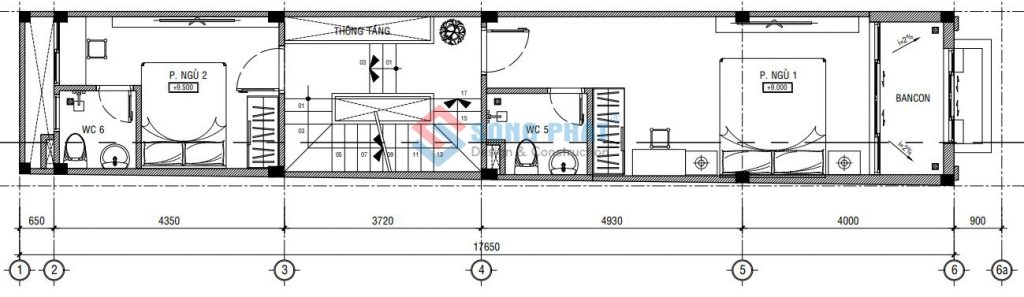 THÔNG TẦNG
P. NGỦ 2
+9.500
P. NGỦ 1
+9.000
i=2%
BANCON
i=2%
WC 6
WC 5
03
01
01
03
17
15
05
07
09
11
13
SONG PHÁT
Design & Construction
650
4350
3720
4930
4000
900
17650
1
2
3
4
5
6
6a